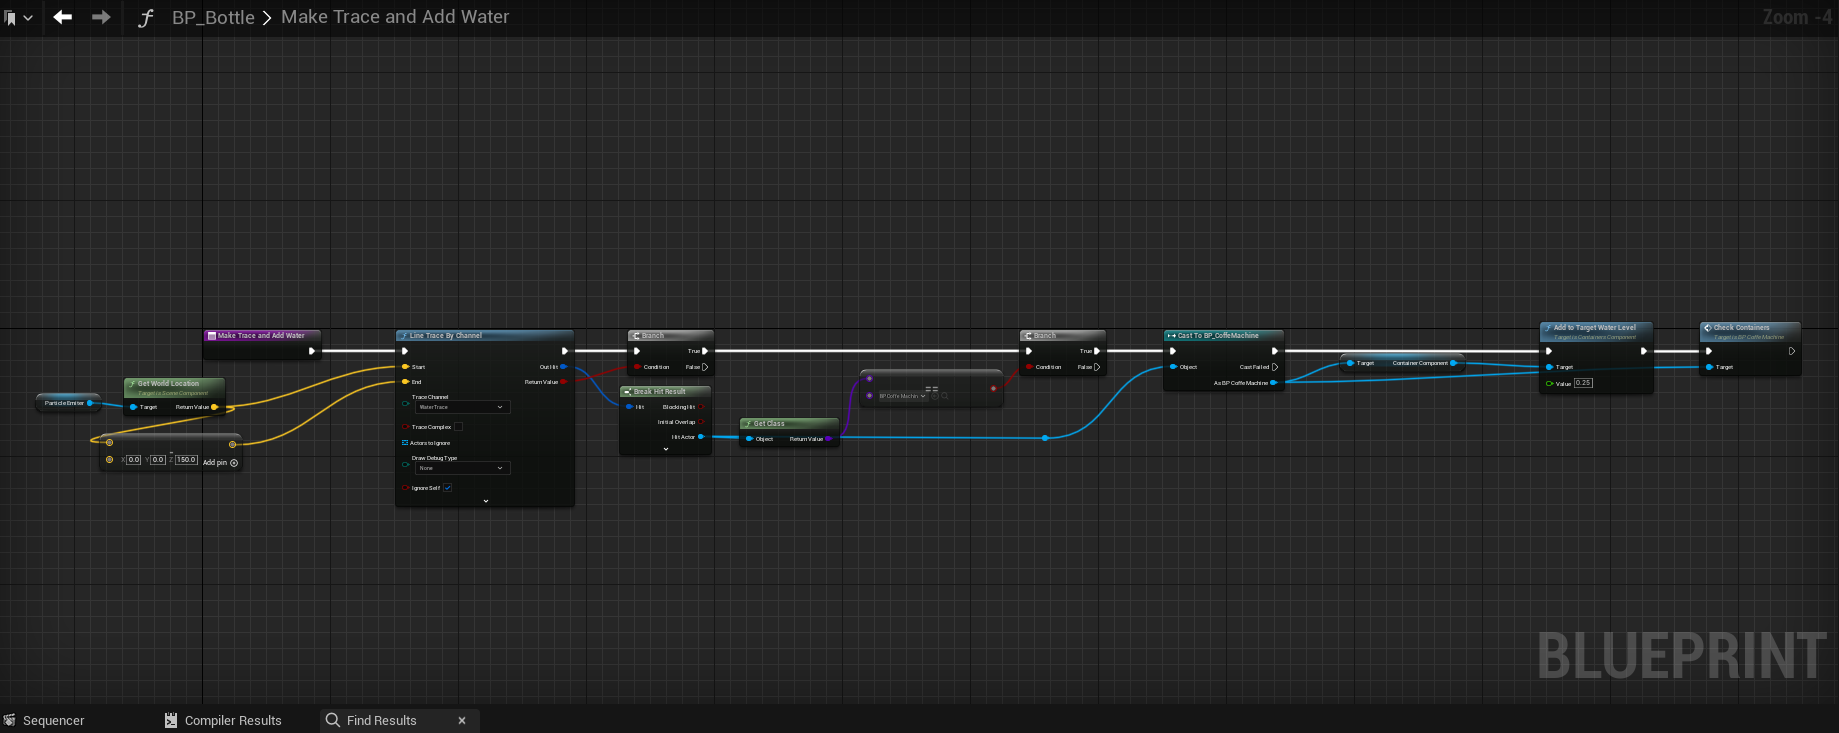 BP_Bottle > Make Trace and Add Water
Zoom -4
Make Trace and Add Water
Line Trace By Channel
Start
End
Out Hit
Return Value
Trace Channel
WaterTrace
Trace Complex
Actors to Ignore
Draw Debug Type
None
Ignore Self
Particle Emiter
Get World Location
Target is Scene Component
Target
Return Value
X 0.0 Y 0.0 Z 150.0
Add pin
Branch
True
Condition
False
Break Hit Result
Hit
Blocking Hit
Initial Overlap
Hit Actor
Get Class
Object
Return Value
==
BP Coffe Machin
Branch
True
Condition
False
Cast To BP_CoffeMachine
Object
Cast Failed
As BP Coffe Machine
Target
Container Component
Add to Target Water Level
Target is Containers Component
Target
Value 0.25
Check Containers
Target is BP Coffe Machine
Target
BLUEPRINT
Sequencer
Compiler Results
Find Results